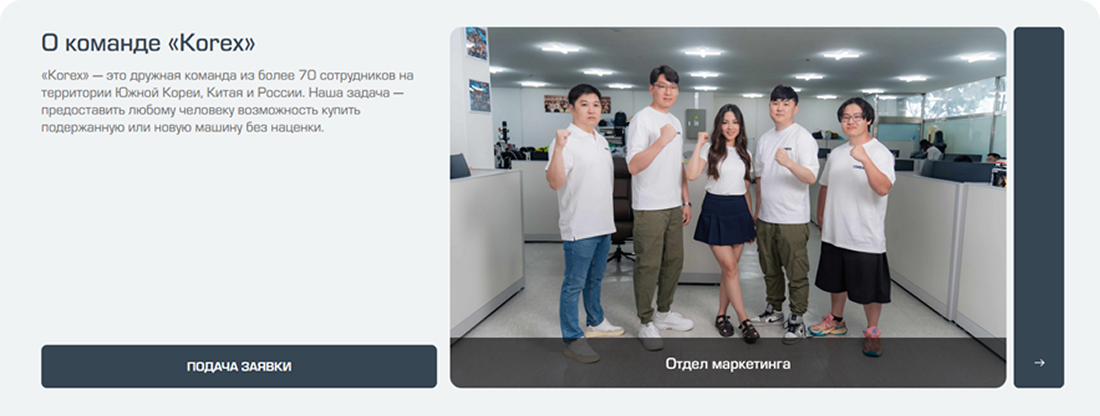 О команде «Korex»
«Korex» — это дружная команда из более 70 сотрудников на
территории Южной Кореи, Китая и России. Наша задача —
предоставить любому человеку возможность купить
подержанную или новую машину без наценки.
ПОДАЧА ЗАЯВКИ
Отдел маркетинга